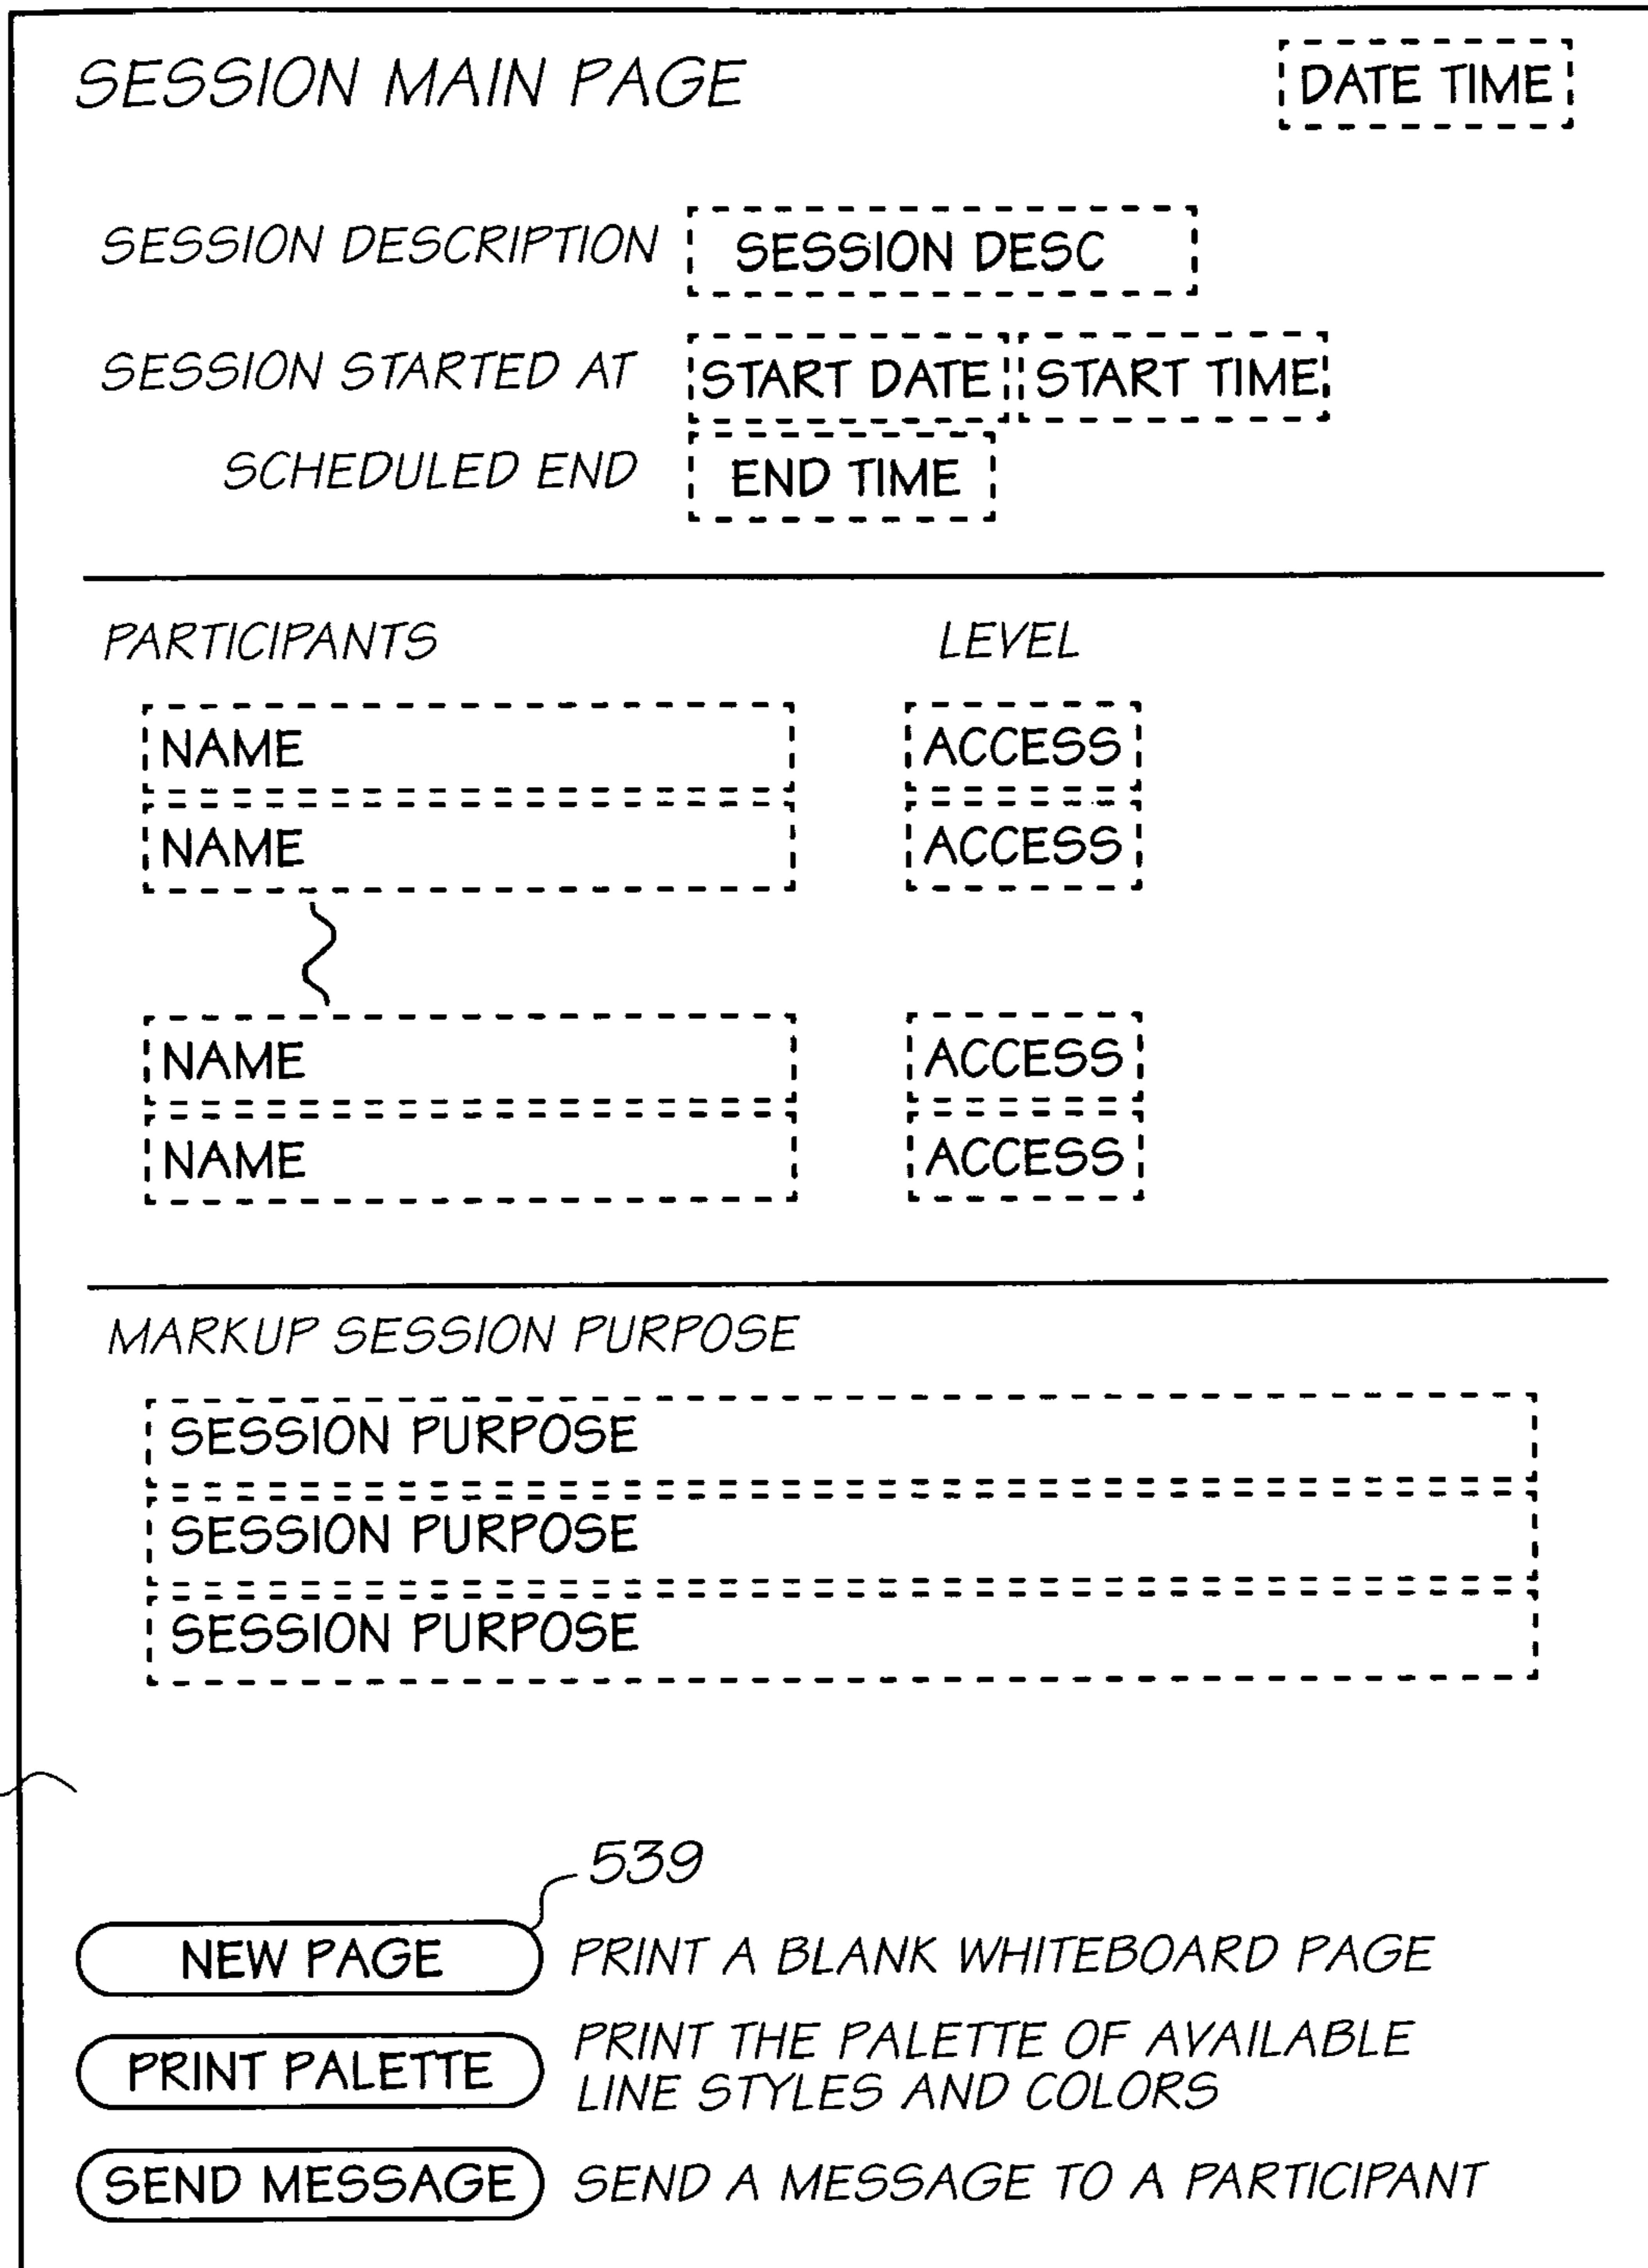 SESSION MAIN PAGE DATE TIME
SESSION DESCRIPTION SESSION DESC
SESSION STARTED AT START DATE START TIME
SCHEDULED END END TIME
PARTICIPANTS LEVEL
NAME ACCESS
NAME ACCESS
NAME ACCESS
NAME ACCESS
MARKUP SESSION PURPOSE
SESSION PURPOSE
SESSION PURPOSE
SESSION PURPOSE
539
NEW PAGE PRINT A BLANK WHITEBOARD PAGE
PRINT PALETTE PRINT THE PALETTE OF AVAILABLE
LINE STYLES AND COLORS
SEND MESSAGE SEND A MESSAGE TO A PARTICIPANT